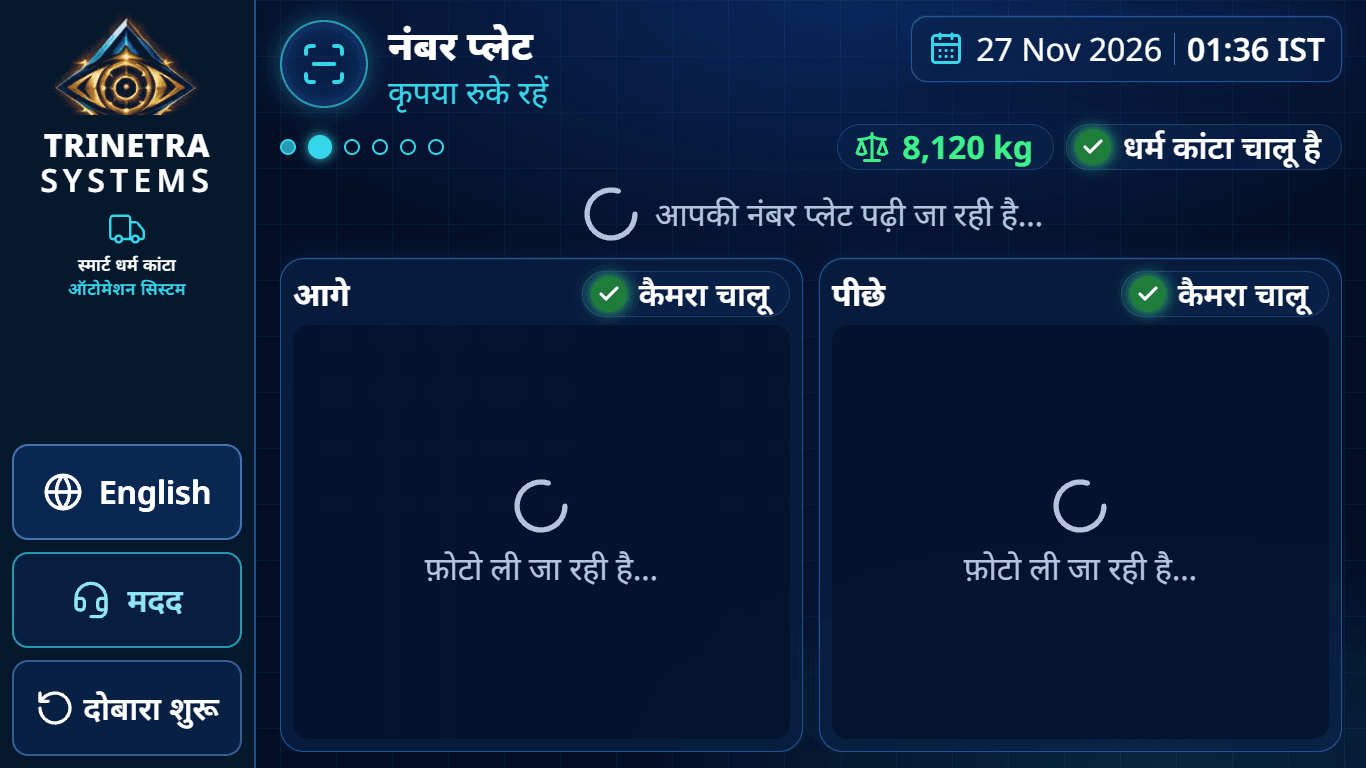 TRINETRA
SYSTEMS
स्मार्ट धर्म कांटा
ऑटोमेशन सिस्टम
English
मदद
दोबारा शुरू
नंबर प्लेट
कृपया रुके रहें
27 Nov 2026
01:36 IST
8,120 kg
धर्म कांटा चालू है
आपकी नंबर प्लेट पढ़ी जा रही है...
आगे
कैमरा चालू
फ़ोटो ली जा रही है...
पीछे
कैमरा चालू
फ़ोटो ली जा रही है...